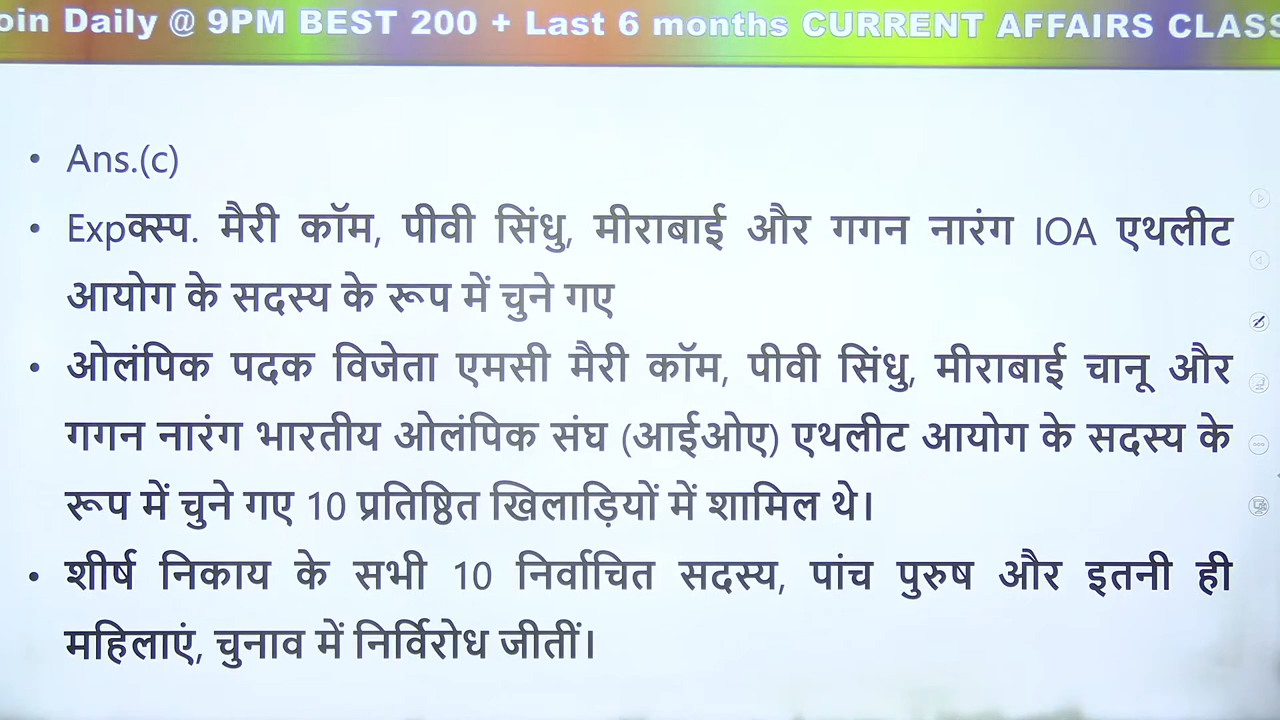 oin Daily @ 9PM BEST 200 + Last 6 months CURRENT AFFAIRS CLASS
• Ans.(c)
• Expक्स्प. मैरी कॉम, पीवी सिंधु, मीराबाई और गगन नारंग IOA एथलीट
आयोग के सदस्य के रूप में चुने गए
• ओलंपिक पदक विजेता एमसी मैरी कॉम, पीवी सिंधु, मीराबाई चानू और
गगन नारंग भारतीय ओलंपिक संघ (आईओए) एथलीट आयोग के सदस्य के
रूप में चुने गए 10 प्रतिष्ठित खिलाड़ियों में शामिल थे।
• शीर्ष निकाय के सभी 10 निर्वाचित सदस्य, पांच पुरुष और इतनी ही
महिलाएं, चुनाव में निर्विरोध जीतीं।